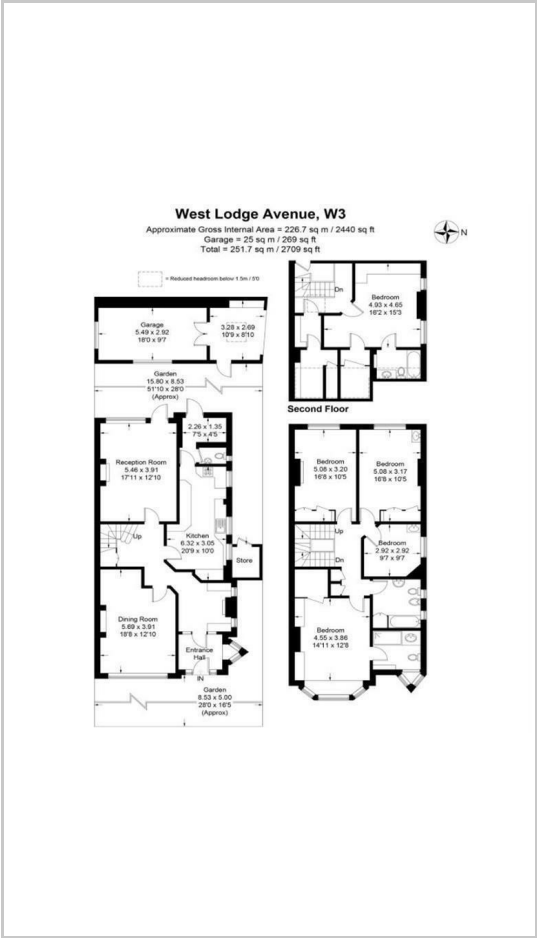 West Lodge Avenue, W3
Approximate Gross Internal Area = 226.7 sq m / 2440 sq ft
Garage = 25 sq m / 269 sq ft
Total = 251.7 sq m / 2709 sq ft
N
= Reduced headroom below 1.5m / 5'0
Garage
5.49 x 2.92
18'0 x 9'7
3.28 x 2.69
10'9 x 8'10
Garden
15.80 x 8.53
51'10 x 28'0
(Approx)
Dn
Bedroom
4.93 x 4.65
16'2 x 15'3
Second Floor
2.26 x 1.35
7'5 x 4'5
Reception Room
5.46 x 3.91
17'11 x 12'10
Kitchen
6.32 x 3.05
20'9 x 10'0
Up
Store
Dining Room
5.69 x 3.91
18'8 x 12'10
Entrance
Hall
IN
Garden
8.53 x 5.00
28'0 x 16'5
(Approx)
Bedroom
5.08 x 3.20
16'8 x 10'5
Bedroom
5.08 x 3.17
16'8 x 10'5
Up
Dn
Bedroom
2.92 x 2.92
9'7 x 9'7
Bedroom
4.55 x 3.86
14'11 x 12'8